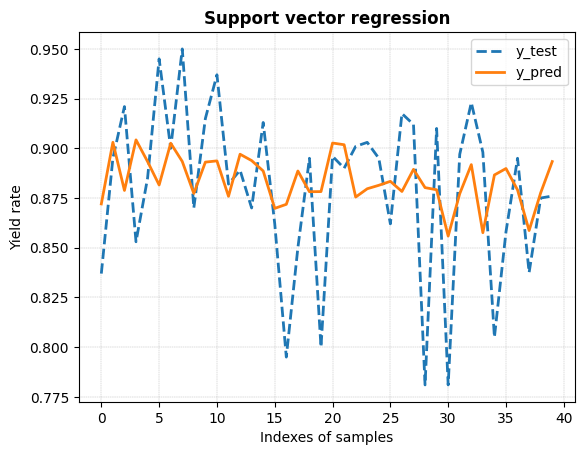 Support vector regression
y_test
y_pred
Yield rate
0.950
0.925
0.900
0.875
0.850
0.825
0.800
0.775
0 5 10 15 20 25 30 35 40
Indexes of samples